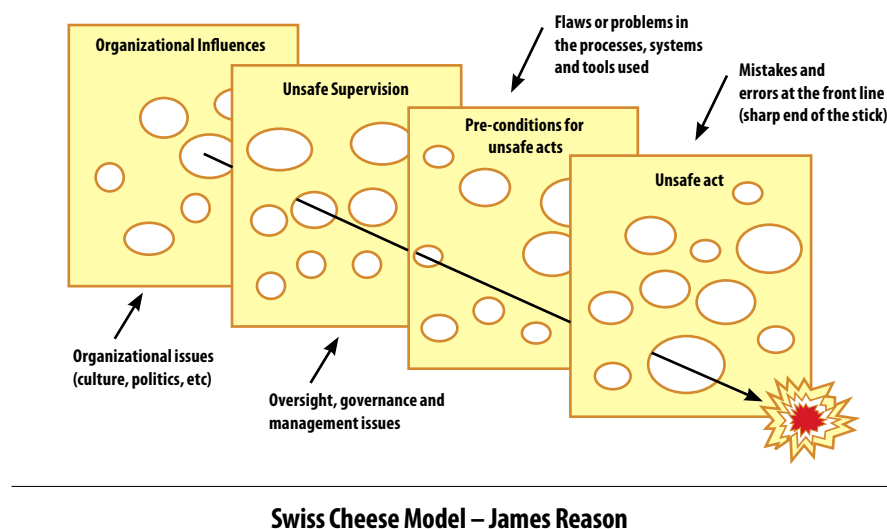 Organizational Influences
Unsafe Supervision
Pre-conditions for
unsafe acts
Unsafe act
Flaws or problems in
the processes, systems
and tools used
Mistakes and
errors at the front line
(sharp end of the stick)
Organizational issues
(culture, politics, etc)
Oversight, governance and
management issues
Swiss Cheese Model – James Reason